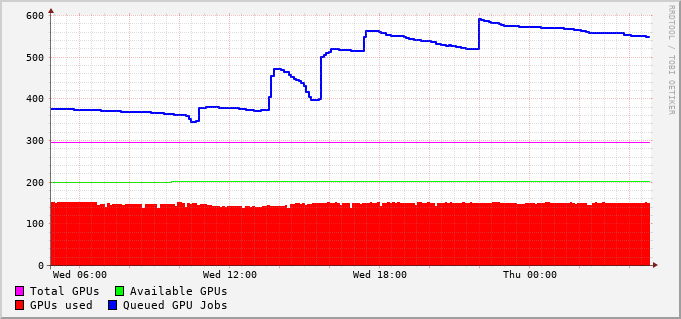 600
500
400
300
200
100
0
Wed 06:00 Wed 12:00 Wed 18:00 Thu 00:00
Total GPUs Available GPUs
GPUs used Queued GPU Jobs
RRDTOOL / TOBI OETIKER